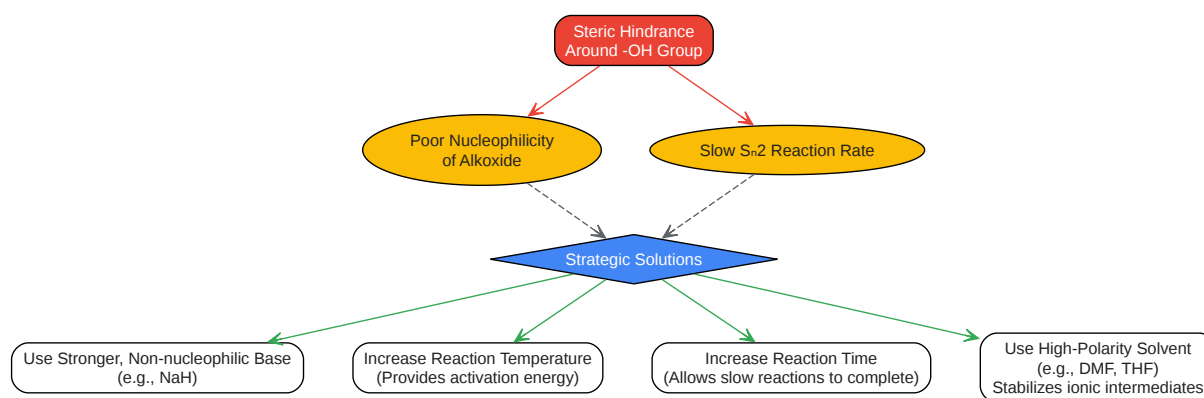 Steric Hindrance
Around -OH Group
Poor Nucleophilicity
of Alkoxide
Slow Sₙ2 Reaction Rate
Strategic Solutions
Use Stronger, Non-nucleophilic Base
(e.g., NaH)
Increase Reaction Temperature
(Provides activation energy)
Increase Reaction Time
(Allows slow reactions to complete)
Use High-Polarity Solvent
(e.g., DMF, THF)
Stabilizes ionic intermediates